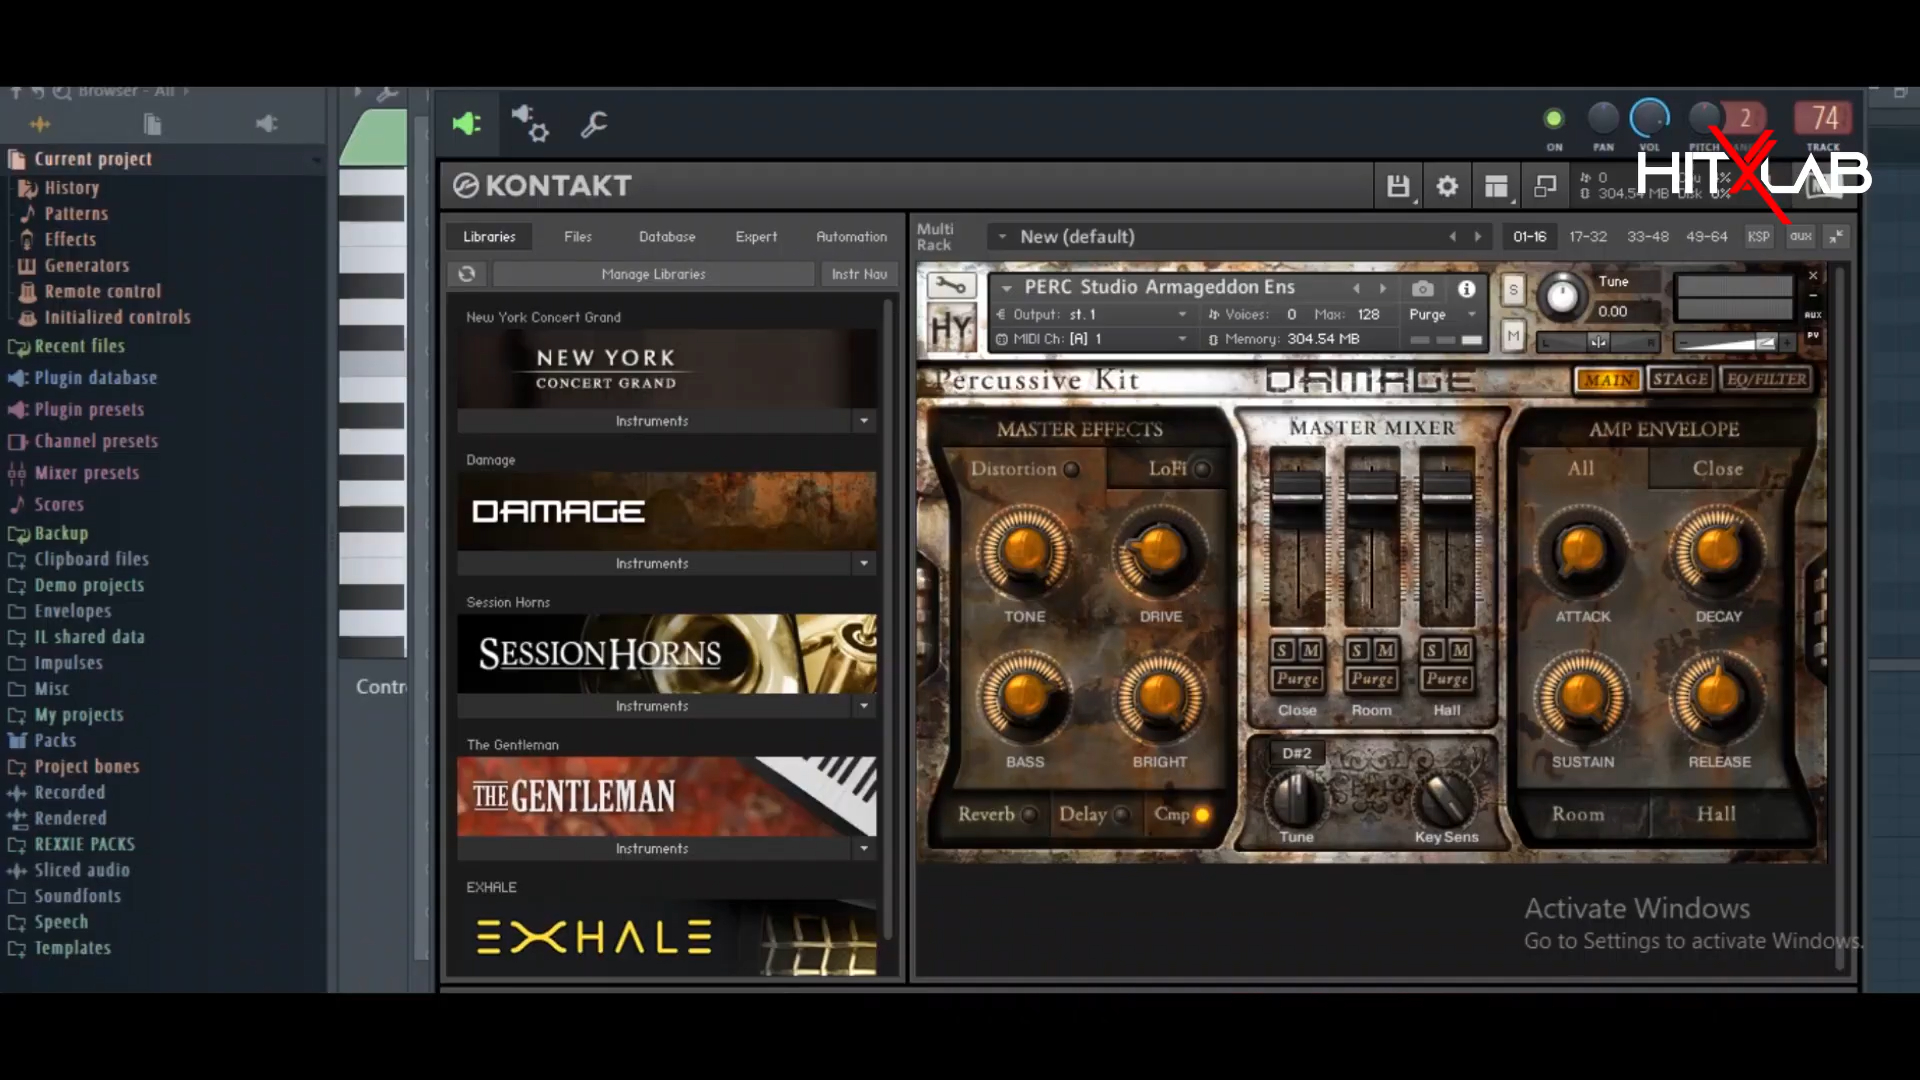 Browser - All
ON
PAN
VOL
PITCH
2
74
TRACK
HITXLAB
Current project
History
Patterns
Effects
Generators
Remote control
Initialized controls
Recent files
Plugin database
Plugin presets
Channel presets
Mixer presets
Scores
Backup
Clipboard files
Demo projects
Envelopes
IL shared data
Impulses
Misc
My projects
Packs
Project bones
Recorded
Rendered
REXXIE PACKS
Sliced audio
Soundfonts
Speech
Templates
Contr
KONTAKT
0
304.54 MB
Disk
Libraries Files Database Expert Automation
Manage Libraries Instr Nav
New York Concert Grand
NEW YORK
CONCERT GRAND
Instruments
Damage
DAMAGE
Instruments
Session Horns
SESSION HORNS
Instruments
The Gentleman
THE GENTLEMAN
Instruments
EXHALE
EXHALE
Multi
Rack
New (default)
01-16 17-32 33-48 49-64 KSP AUX
HY
PERC Studio Armageddon Ens
Output: st. 1 Voices: 0 Max: 128 Purge
MIDI Ch: [A] 1 Memory: 304.54 MB
S
M
Tune
0.00
L R
AUX
PV
Percussive Kit
DAMAGE
MAIN STAGE EQ/FILTER
MASTER EFFECTS
Distortion LoFi
TONE DRIVE
BASS BRIGHT
Reverb Delay Cmp
MASTER MIXER
S M S M S M
Purge Purge Purge
Close Room Hall
D#2
Tune Key Sens
AMP ENVELOPE
All Close
ATTACK DECAY
SUSTAIN RELEASE
Room Hall
Activate Windows
Go to Settings to activate Windows.